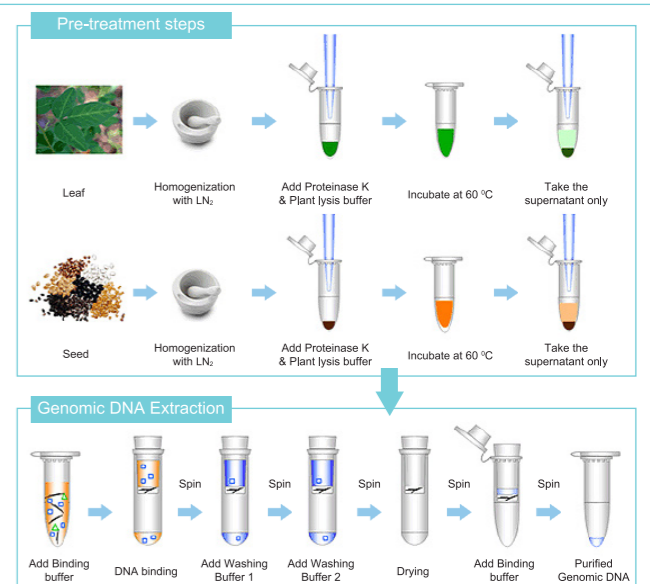 Pre-treatment steps
Leaf
Homogenization
with LN₂
Add Proteinase K
& Plant lysis buffer
Incubate at 60 ⁰C
Take the
supernatant only
Seed
Homogenization
with LN₂
Add Proteinase K
& Plant lysis buffer
Incubate at 60 ⁰C
Take the
supernatant only
Genomic DNA Extraction
Spin
Spin
Spin
Spin
Spin
Add Binding
buffer
DNA binding
Add Washing
Buffer 1
Add Washing
Buffer 2
Drying
Add Binding
buffer
Purified
Genomic DNA